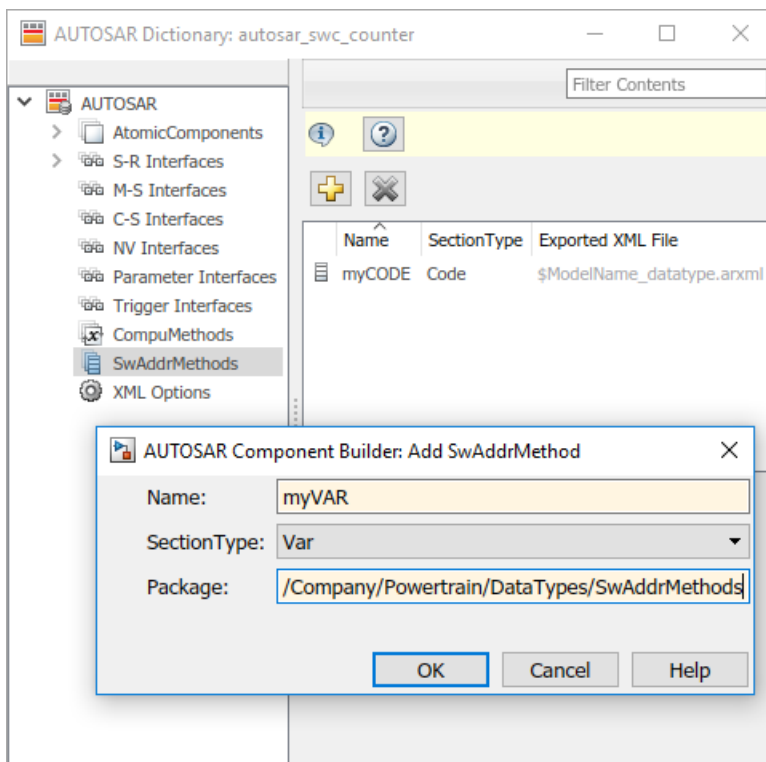 AUTOSAR Dictionary: autosar_swc_counter
Filter Contents
AUTOSAR
AtomicComponents
S-R Interfaces
M-S Interfaces
C-S Interfaces
NV Interfaces
Parameter Interfaces
Trigger Interfaces
CompuMethods
SwAddrMethods
XML Options
Name SectionType Exported XML File
myCODE Code $ModelName_datatype.arxml
AUTOSAR Component Builder: Add SwAddrMethod
Name: myVAR
SectionType: Var
Package: /Company/Powertrain/DataTypes/SwAddrMethods
OK Cancel Help